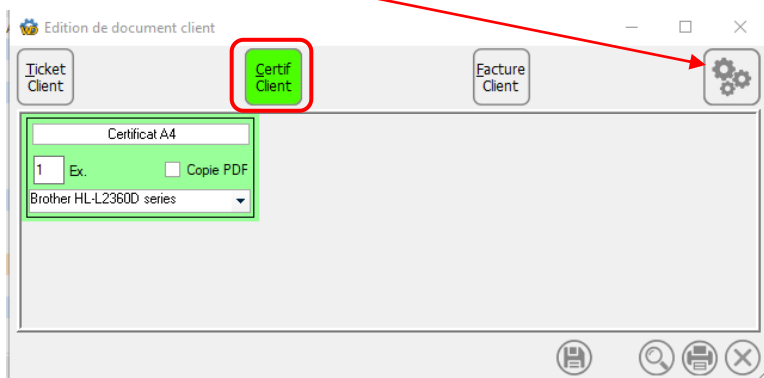 Edition de document client
Ticket
Client
Certif
Client
Facture
Client
Certificat A4
1 Ex. Copie PDF
Brother HL-L2360D series